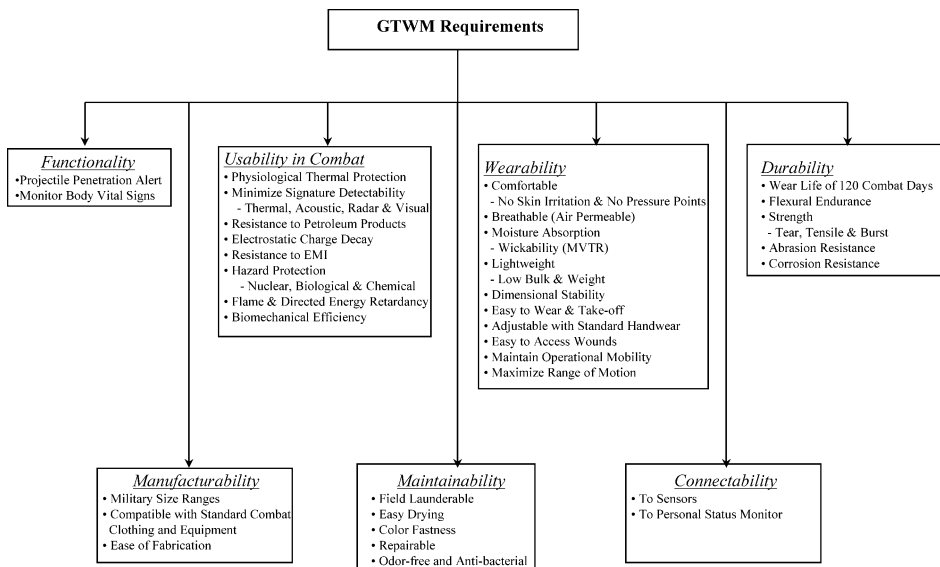 GTWM Requirements
Functionality
•Projectile Penetration Alert
•Monitor Body Vital Signs
Usability in Combat
• Physiological Thermal Protection
• Minimize Signature Detectability
- Thermal, Acoustic, Radar & Visual
• Resistance to Petroleum Products
• Electrostatic Charge Decay
• Resistance to EMI
• Hazard Protection
- Nuclear, Biological & Chemical
• Flame & Directed Energy Retardancy
• Biomechanical Efficiency
Wearability
• Comfortable
- No Skin Irritation & No Pressure Points
• Breathable (Air Permeable)
• Moisture Absorption
- Wickability (MVTR)
• Lightweight
- Low Bulk & Weight
• Dimensional Stability
• Easy to Wear & Take-off
• Adjustable with Standard Handwear
• Easy to Access Wounds
• Maintain Operational Mobility
• Maximize Range of Motion
Durability
• Wear Life of 120 Combat Days
• Flexural Endurance
• Strength
- Tear, Tensile & Burst
• Abrasion Resistance
• Corrosion Resistance
Manufacturability
• Military Size Ranges
• Compatible with Standard Combat
Clothing and Equipment
• Ease of Fabrication
Maintainability
• Field Launderable
• Easy Drying
• Color Fastness
• Repairable
• Odor-free and Anti-bacterial
Connectability
• To Sensors
• To Personal Status Monitor